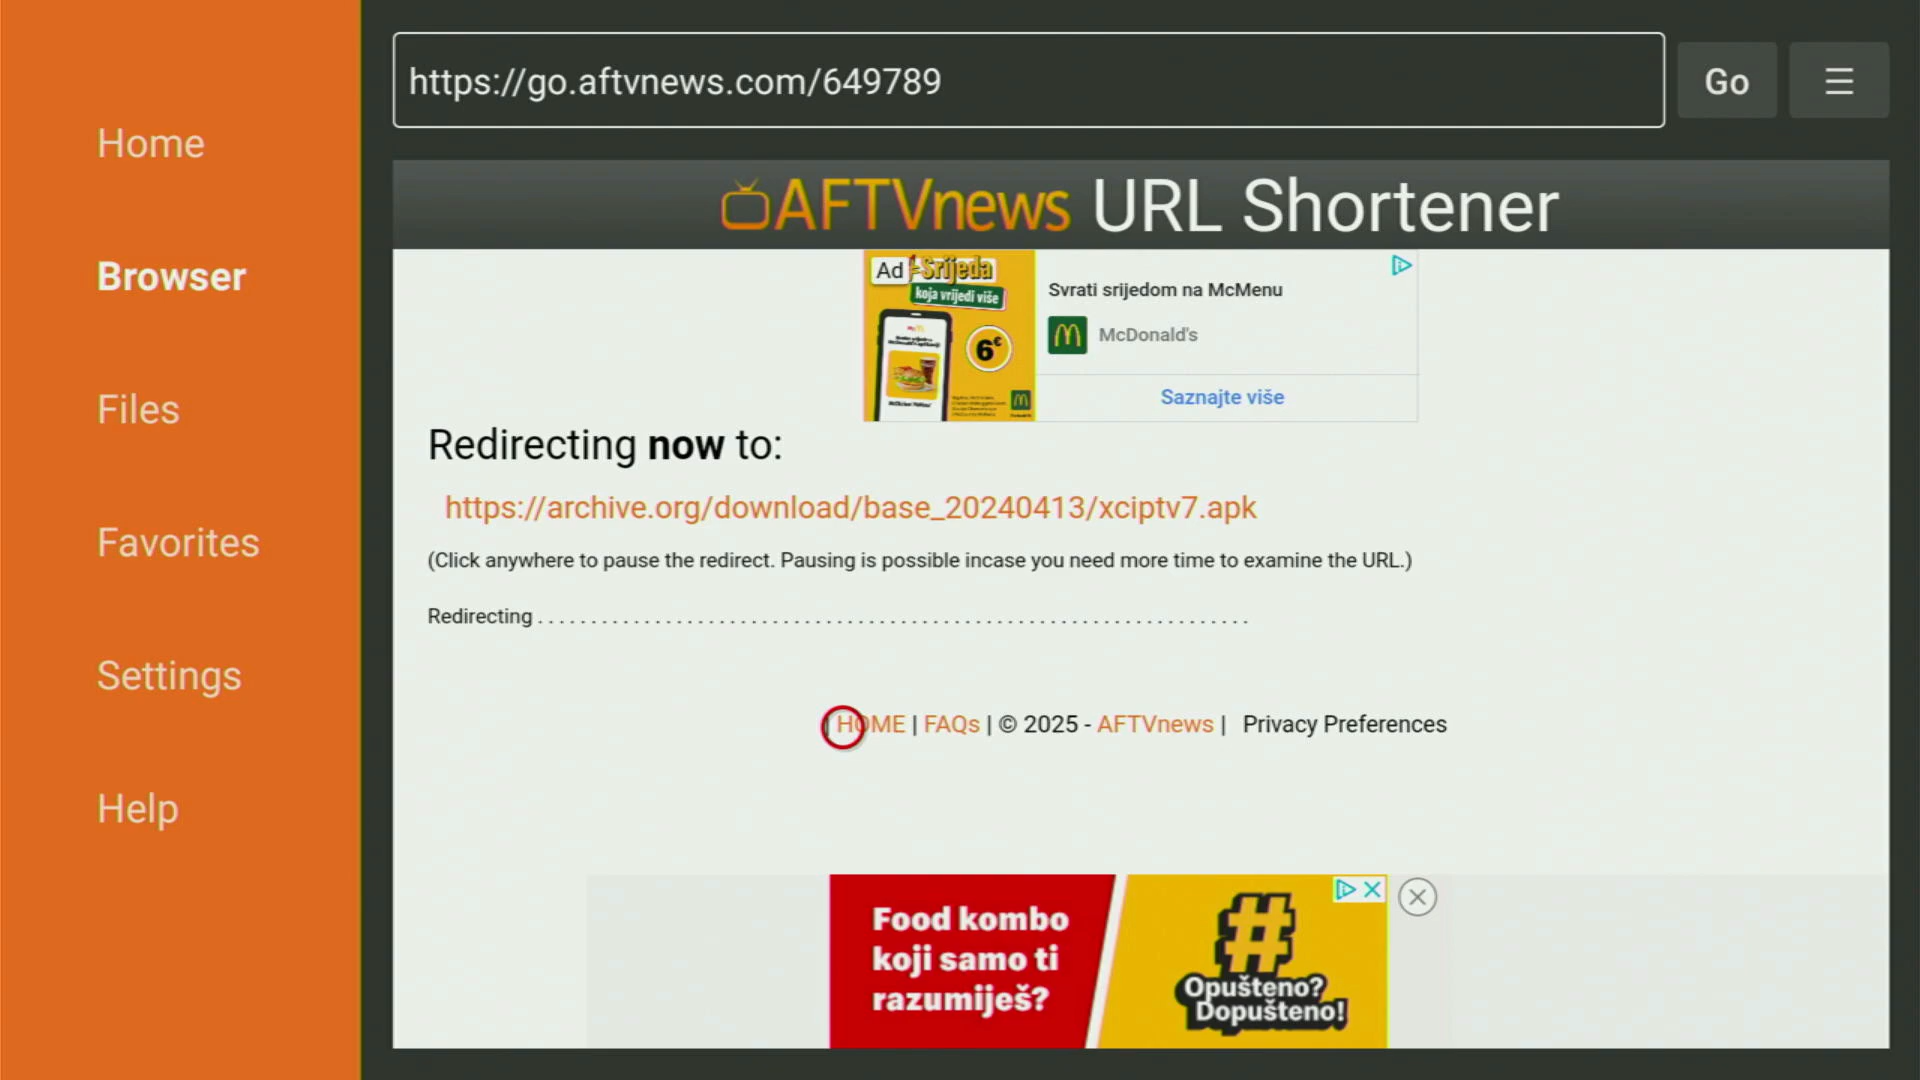 https://go.aftvnews.com/649789
Go
Home
Browser
Files
Favorites
Settings
Help
AFTVnews URL Shortener
Ad
Srijeda
koja vrijedi više
6€
Svrati srijedom na McMenu
McDonald's
Saznajte više
Redirecting now to:
https://archive.org/download/base_20240413/xciptv7.apk
(Click anywhere to pause the redirect. Pausing is possible incase you need more time to examine the URL.)
Redirecting . . . . . . . . . . . . . . . . . . . . . . . . . . . . . . . . . . . . . . . . . . . . . . . . . . . . . . . . . . . . . . . . . . .
| HOME | FAQs | © 2025 - AFTVnews | Privacy Preferences
Food kombo
koji samo ti
razumiješ?
#
Opušteno?
Dopušteno!